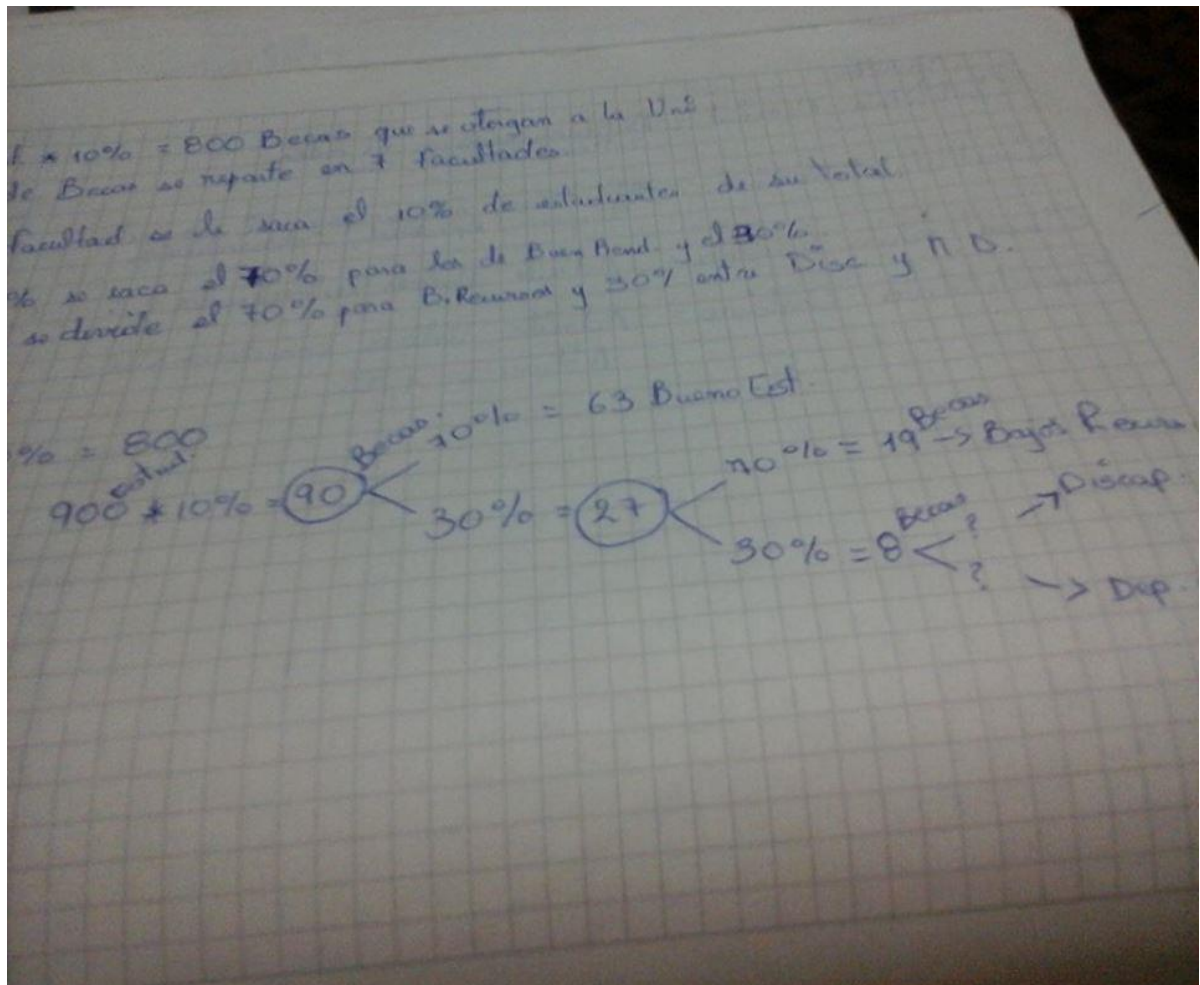 * 10% = 800 Becas que se otorgan a la Uni
de Becas se reparte en 7 facultades.
facultad se le saca el 10% de estudiantes de su total.
% se saca el 70% para los de Buen Rend. y el 30%
se divide el 70% para B. Recursos y 30% entre Disc y D.
% = 800
900 estud. * 10% = 90 Becas
70% = 63 Bueno Est.
30% = 27
70% = 19 Becas -> Bajos Recurs
30% = 8 Becas
? -> Discap.
? -> Dep.